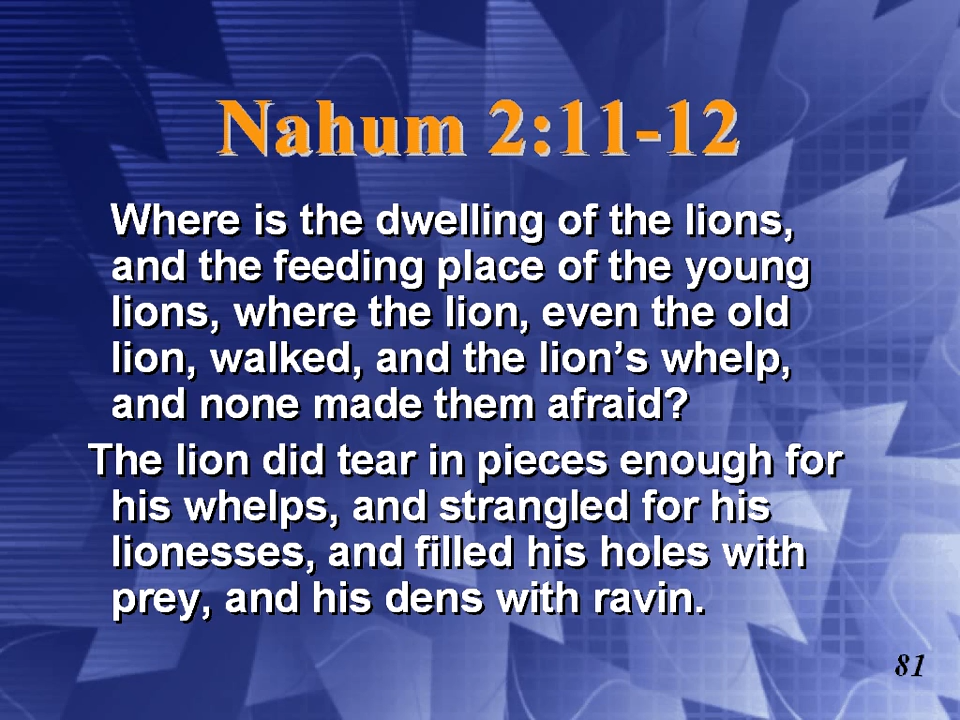 Nahum 2:11-12
Where is the dwelling of the lions,
and the feeding place of the young
lions, where the lion, even the old
lion, walked, and the lion’s whelp,
and none made them afraid?
The lion did tear in pieces enough for
his whelps, and strangled for his
lionesses, and filled his holes with
prey, and his dens with ravin.
81